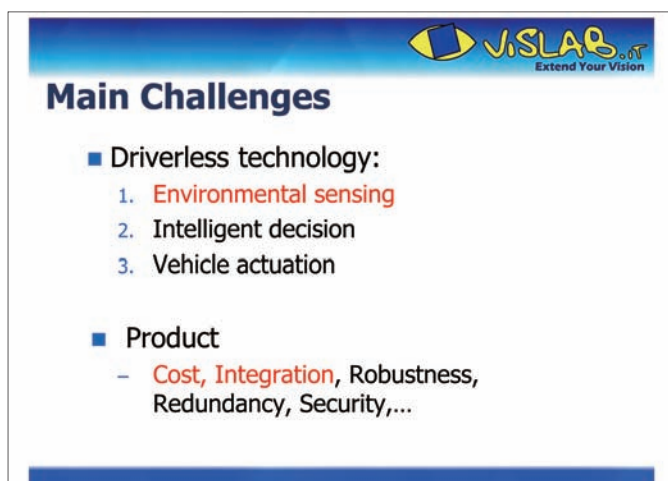 VISLAB.IT
Extend Your Vision
Main Challenges
■ Driverless technology:
1. Environmental sensing
2. Intelligent decision
3. Vehicle actuation
■ Product
– Cost, Integration, Robustness,
Redundancy, Security,...